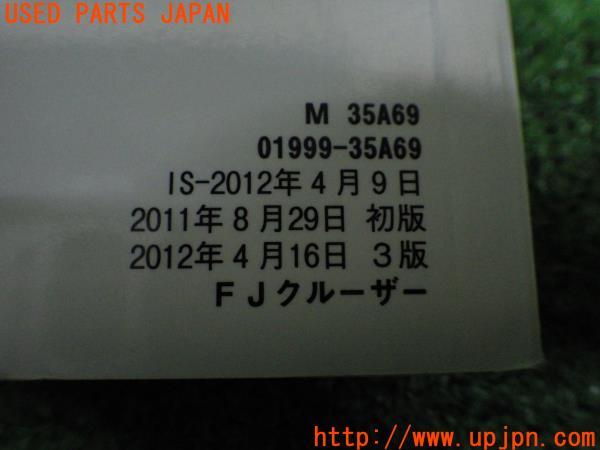 USED PARTS JAPAN
M 35A69
01999-35A69
IS-2012年4月9日
2011年8月29日 初版
2012年4月16日 3版
FJクルーザー
http://www.upjpn.com/